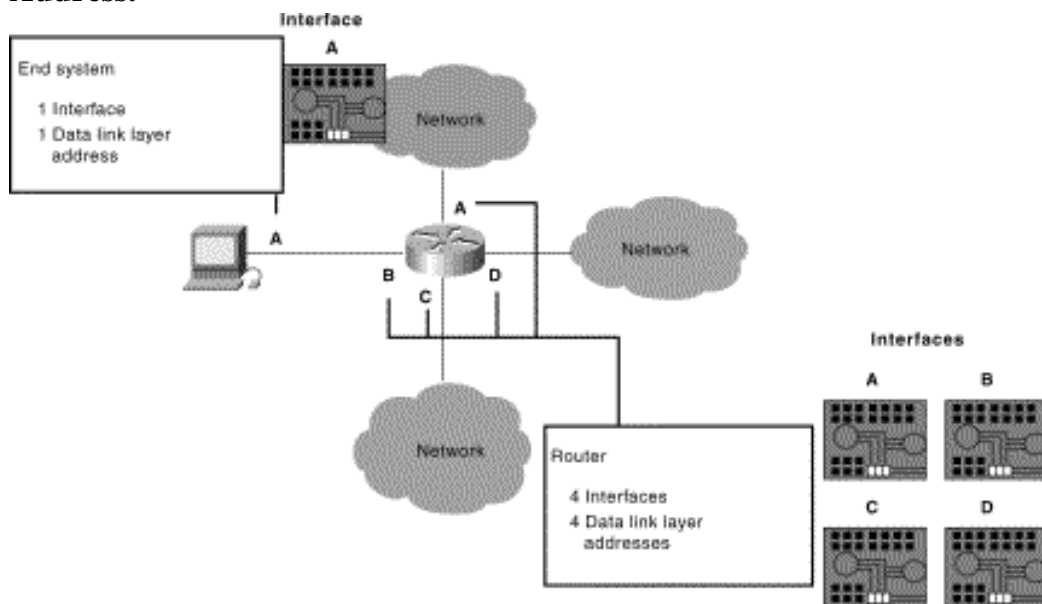 Interface
A
End system
1 Interface
1 Data link layer
address
Network
A
A
Network
B
C
D
Interfaces
A
B
Network
Router
4 Interfaces
4 Data link layer
addresses
C
D